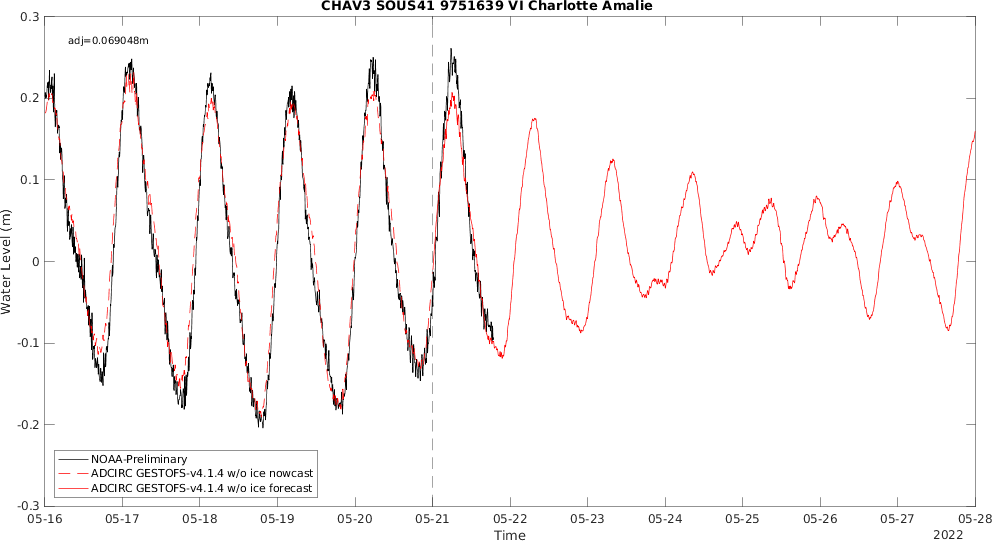 CHAV3 SOUS41 9751639 VI Charlotte Amalie
adj=0.069048m
0.3
0.2
0.1
0
-0.1
-0.2
-0.3
Water Level (m)
NOAA-Preliminary
ADCIRC GESTOFS-v4.1.4 w/o ice nowcast
ADCIRC GESTOFS-v4.1.4 w/o ice forecast
05-16 05-17 05-18 05-19 05-20 05-21 05-22 05-23 05-24 05-25 05-26 05-27 05-28
Time
2022